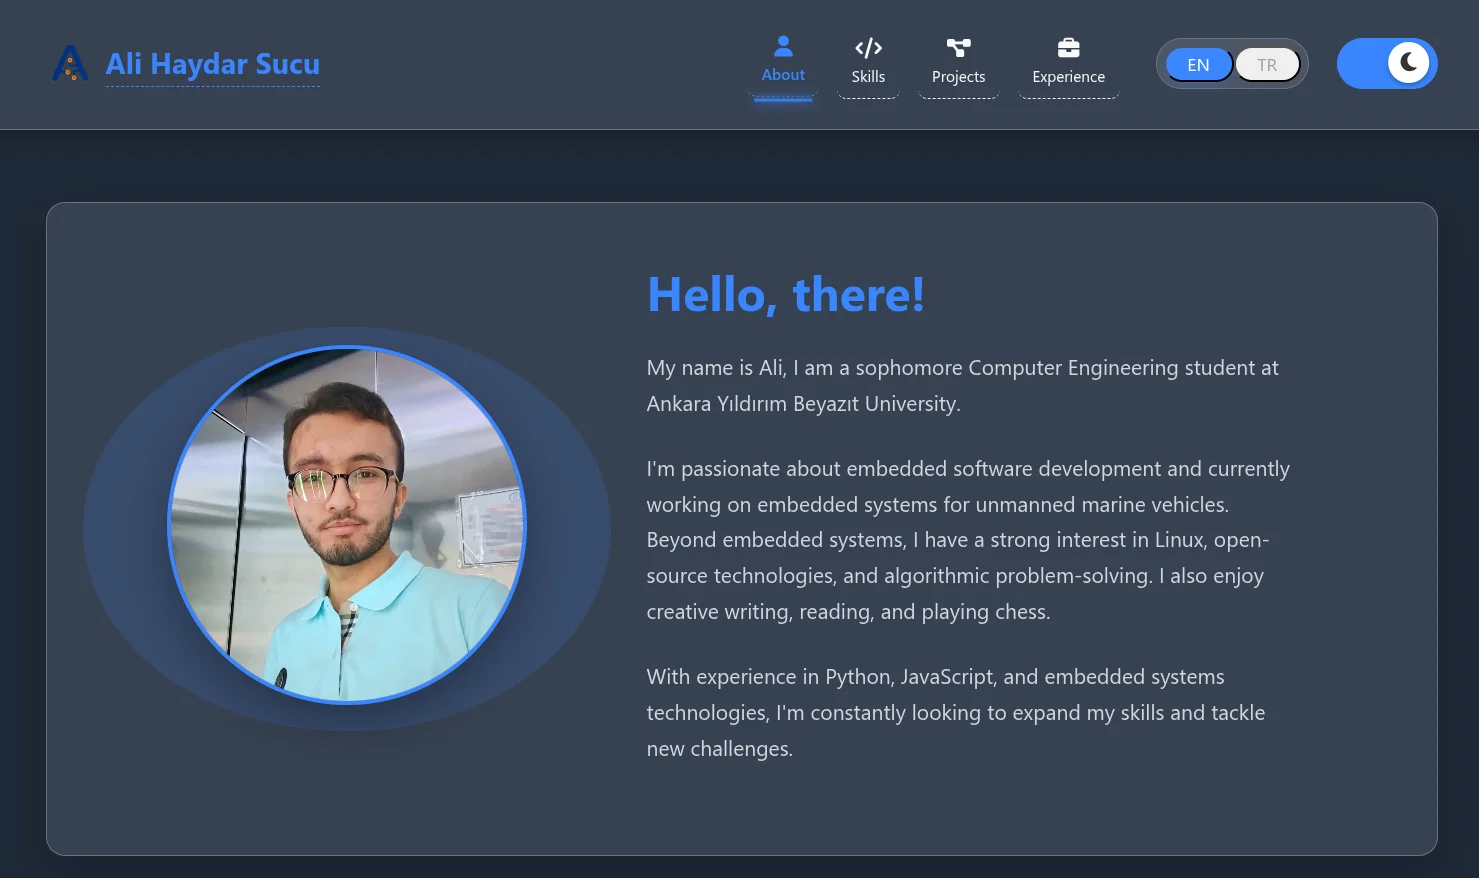 Ali Haydar Sucu
About
Skills
Projects
Experience
EN
TR
Hello, there!
My name is Ali, I am a sophomore Computer Engineering student at
Ankara Yıldırım Beyazıt University.
I'm passionate about embedded software development and currently
working on embedded systems for unmanned marine vehicles.
Beyond embedded systems, I have a strong interest in Linux, open-
source technologies, and algorithmic problem-solving. I also enjoy
creative writing, reading, and playing chess.
With experience in Python, JavaScript, and embedded systems
technologies, I'm constantly looking to expand my skills and tackle
new challenges.